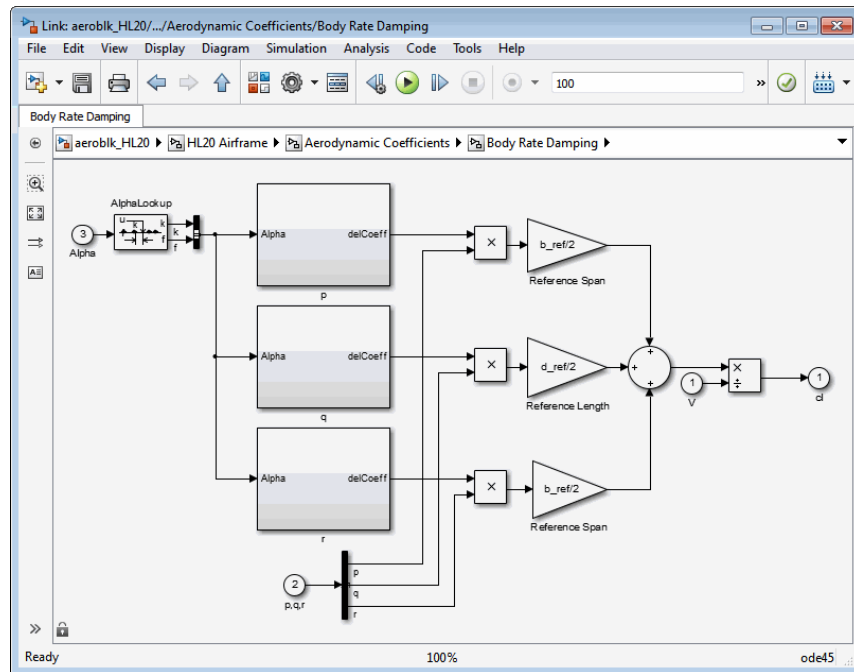 Link: aeroblk_HL20/.../Aerodynamic Coefficients/Body Rate Damping
File Edit View Display Diagram Simulation Analysis Code Tools Help
100 »
Body Rate Damping
aeroblk_HL20 HL20 Airframe Aerodynamic Coefficients Body Rate Damping
AlphaLookup
u k k
f
k
f
3
Alpha
Alpha delCoeff
p
×
b_ref/2
Reference Span
Alpha delCoeff
q
×
d_ref/2
Reference Length
+
+
+
1
V
×
÷
1
cl
Alpha delCoeff
r
×
b_ref/2
Reference Span
2
p,q,r
p
q
r
»
Ready 100% ode45